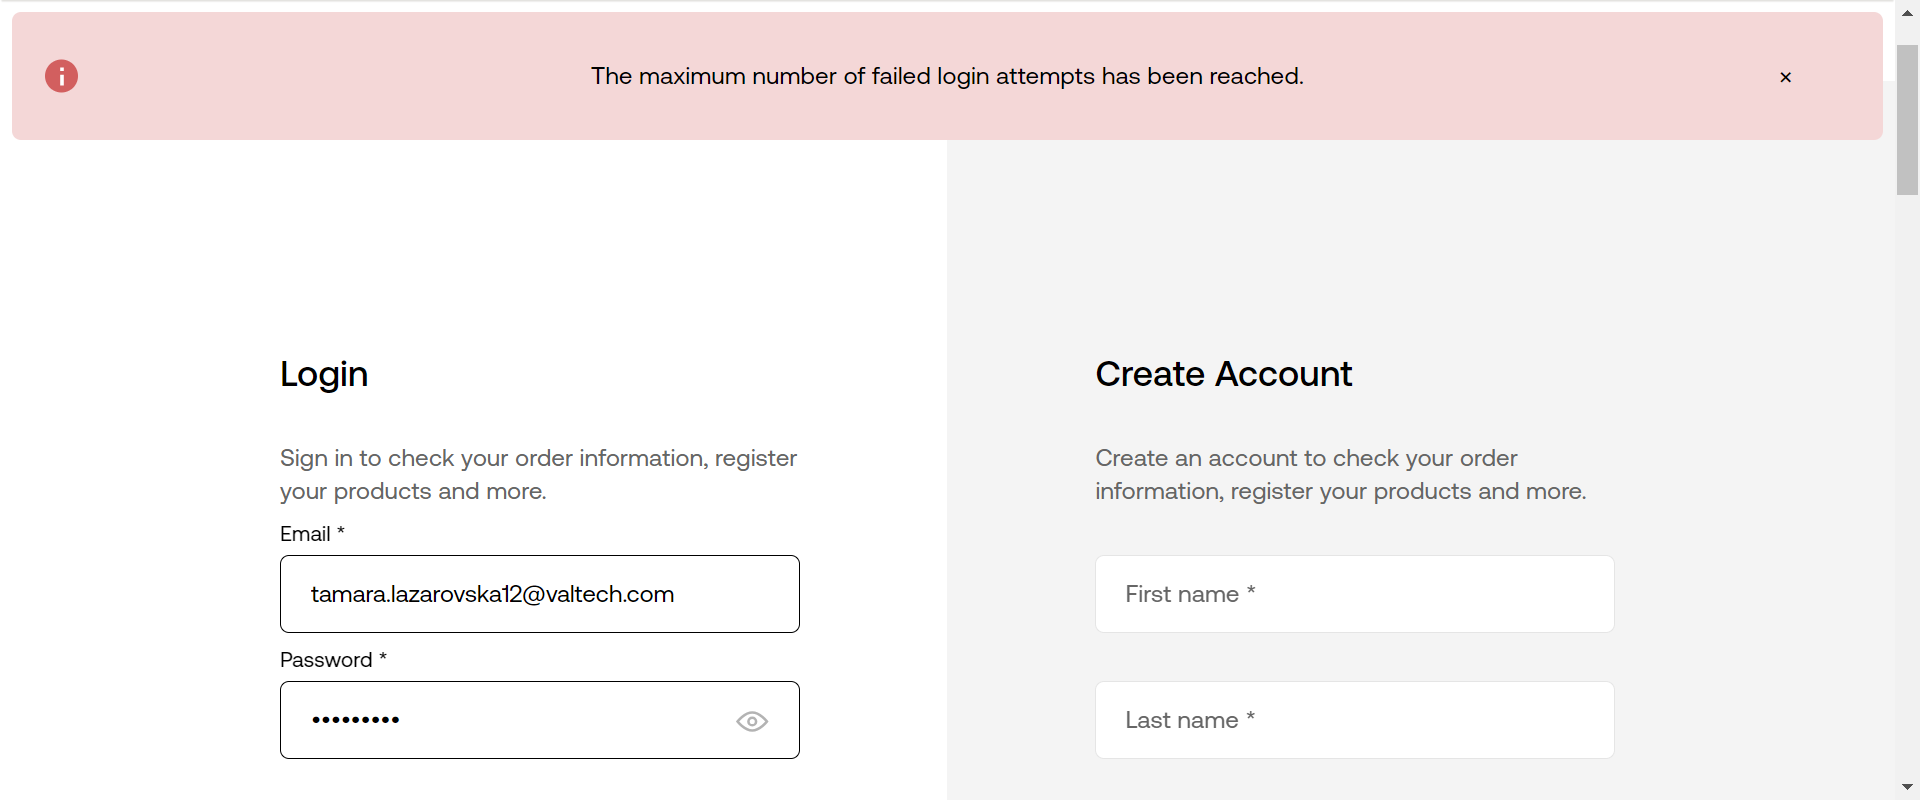 The maximum number of failed login attempts has been reached.
×
Login
Sign in to check your order information, register
your products and more.
Email *
tamara.lazarovska12@valtech.com
Password *
•••••••••
Create Account
Create an account to check your order
information, register your products and more.
First name *
Last name *